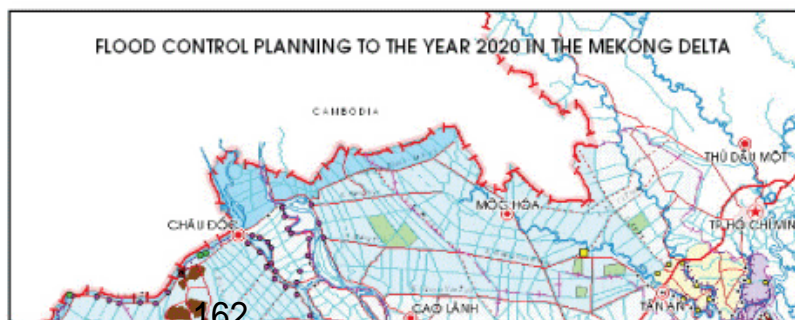 FLOOD CONTROL PLANNING TO THE YEAR 2020 IN THE MEKONG DELTA
CAMBODIA
THỦ DẦU MỘT
MỘC HÓA
CHÂU ĐỐC
TP. HỒ CHÍ MIN
162
CAO LÃNH
TÂN AN